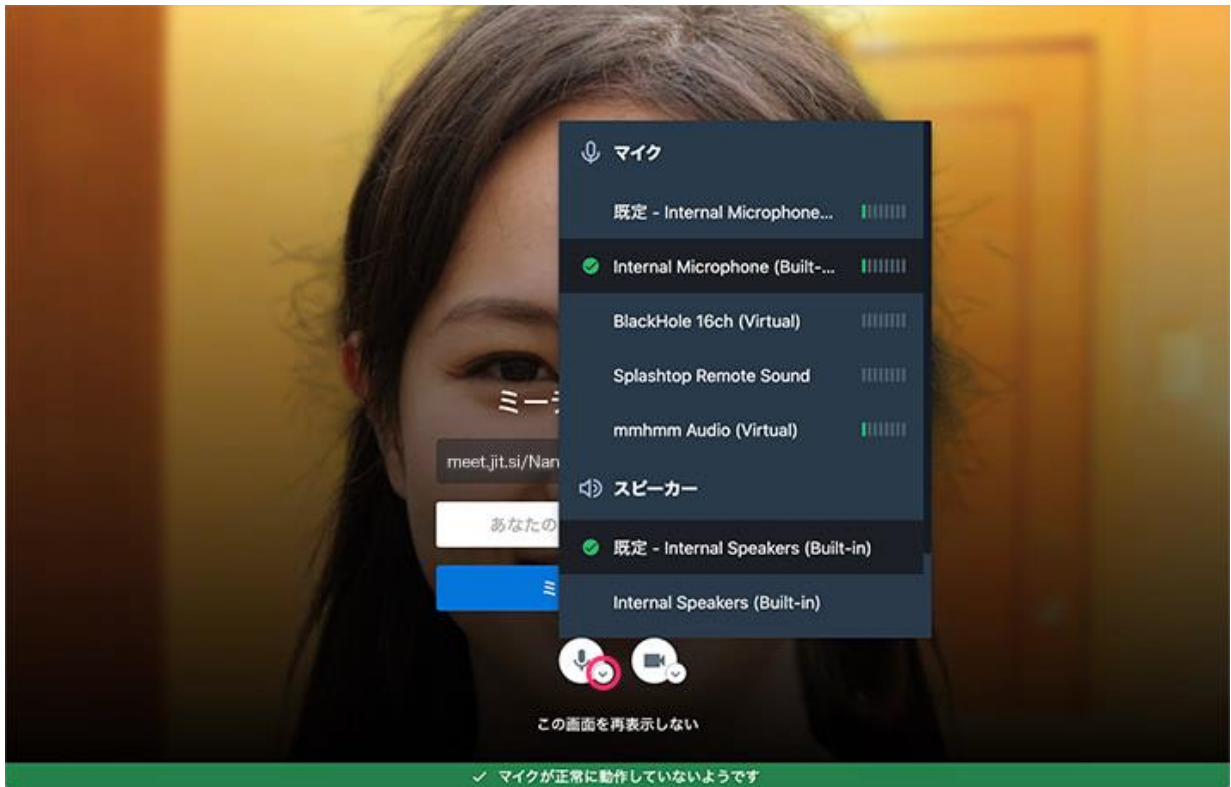 マイク
既定 - Internal Microphone...
Internal Microphone (Built-...
BlackHole 16ch (Virtual)
Splashtop Remote Sound
mmhmm Audio (Virtual)
スピーカー
既定 - Internal Speakers (Built-in)
Internal Speakers (Built-in)
ミー
meet.jit.si/Nan
あなたの
ミ
この画面を再表示しない
マイクが正常に動作していないようです